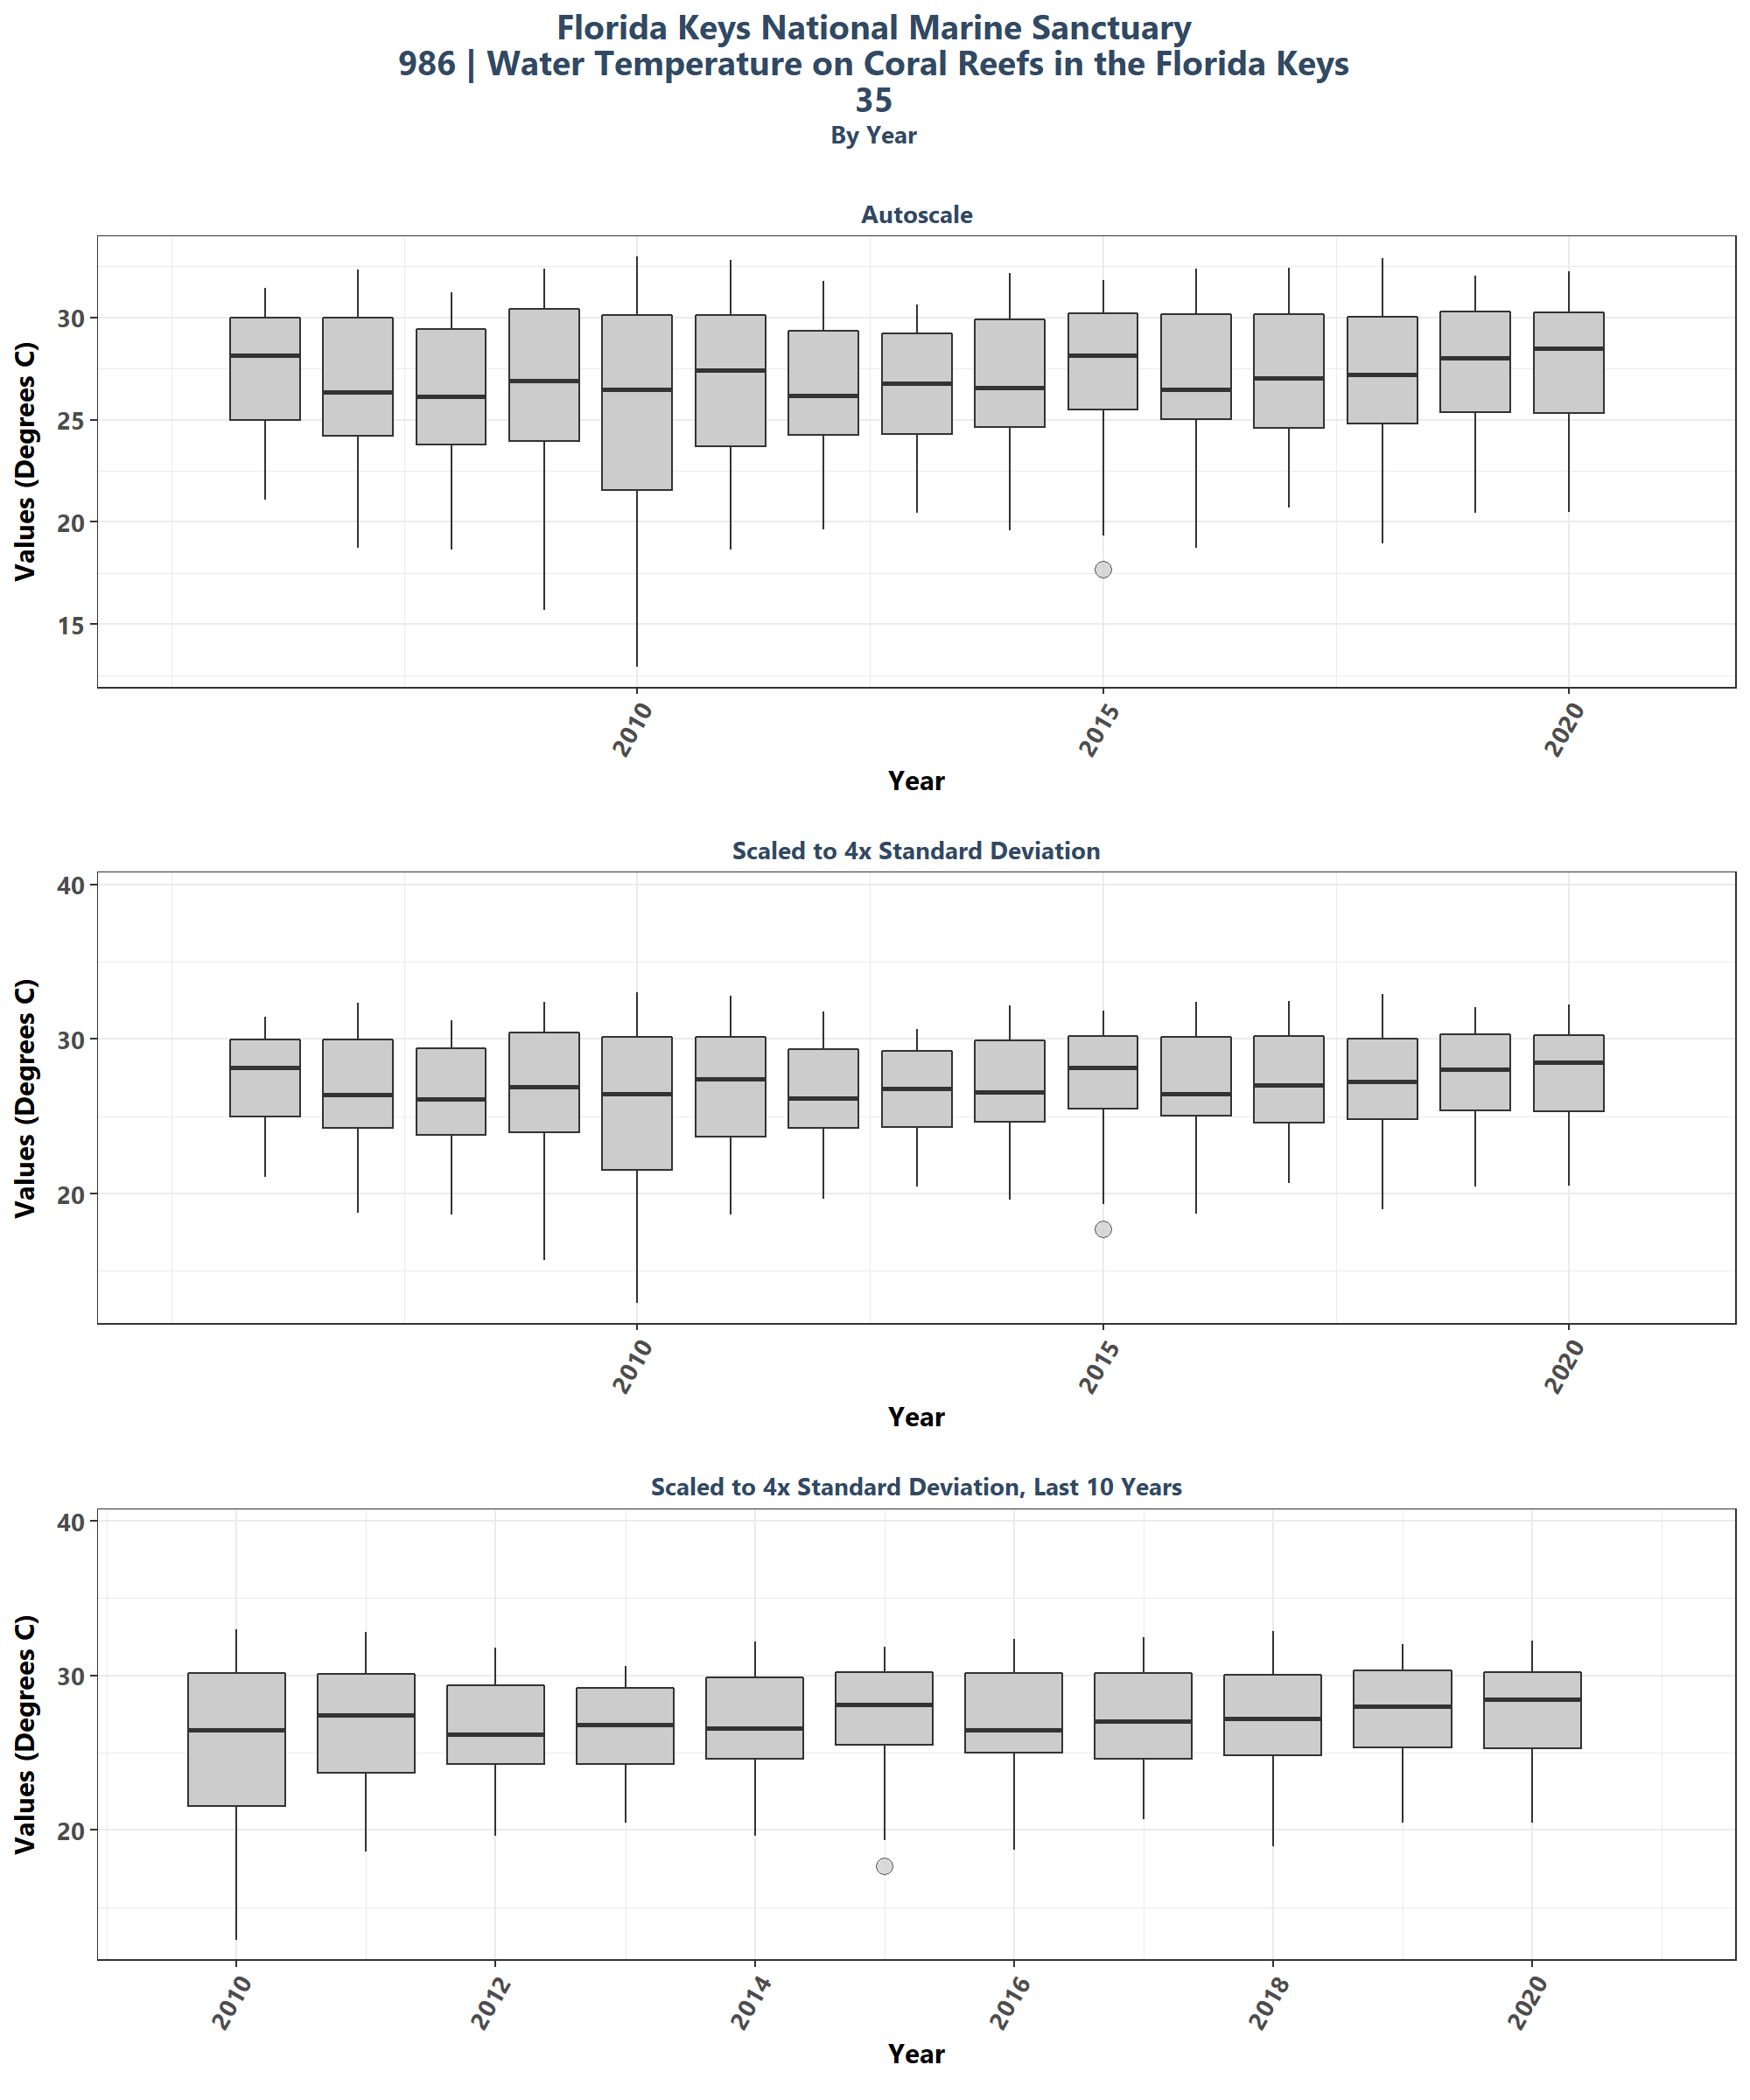 Florida Keys National Marine Sanctuary
986 | Water Temperature on Coral Reefs in the Florida Keys
35
By Year
Autoscale
Values (Degrees C)
30
25
20
15
2010
2015
2020
Year
Scaled to 4x Standard Deviation
Values (Degrees C)
40
30
20
2010
2015
2020
Year
Scaled to 4x Standard Deviation, Last 10 Years
Values (Degrees C)
40
30
20
2010
2012
2014
2016
2018
2020
Year